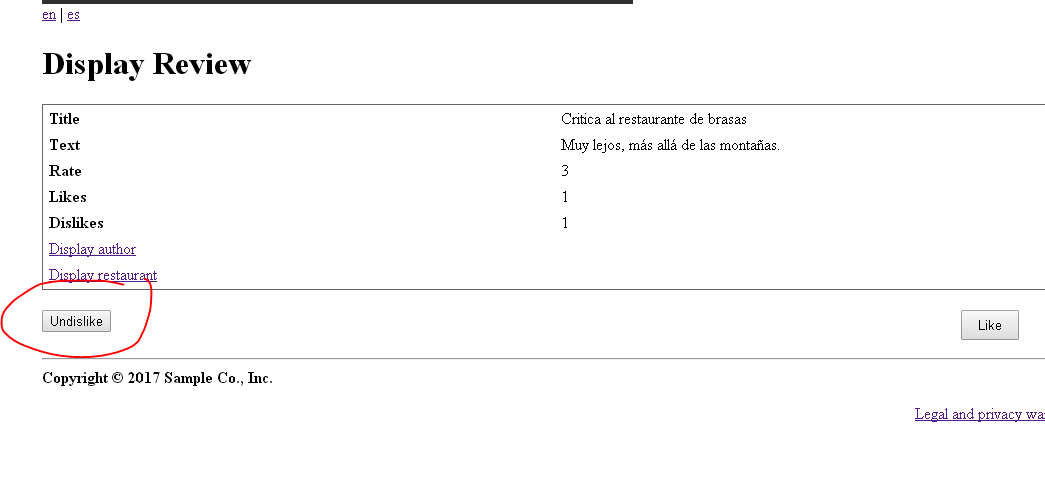 en | es
Display Review
Title Critica al restaurante de brasas
Text Muy lejos, más allá de las montañas.
Rate 3
Likes 1
Dislikes 1
Display author
Display restaurant
Undislike Like
Copyright © 2017 Sample Co., Inc.
Legal and privacy